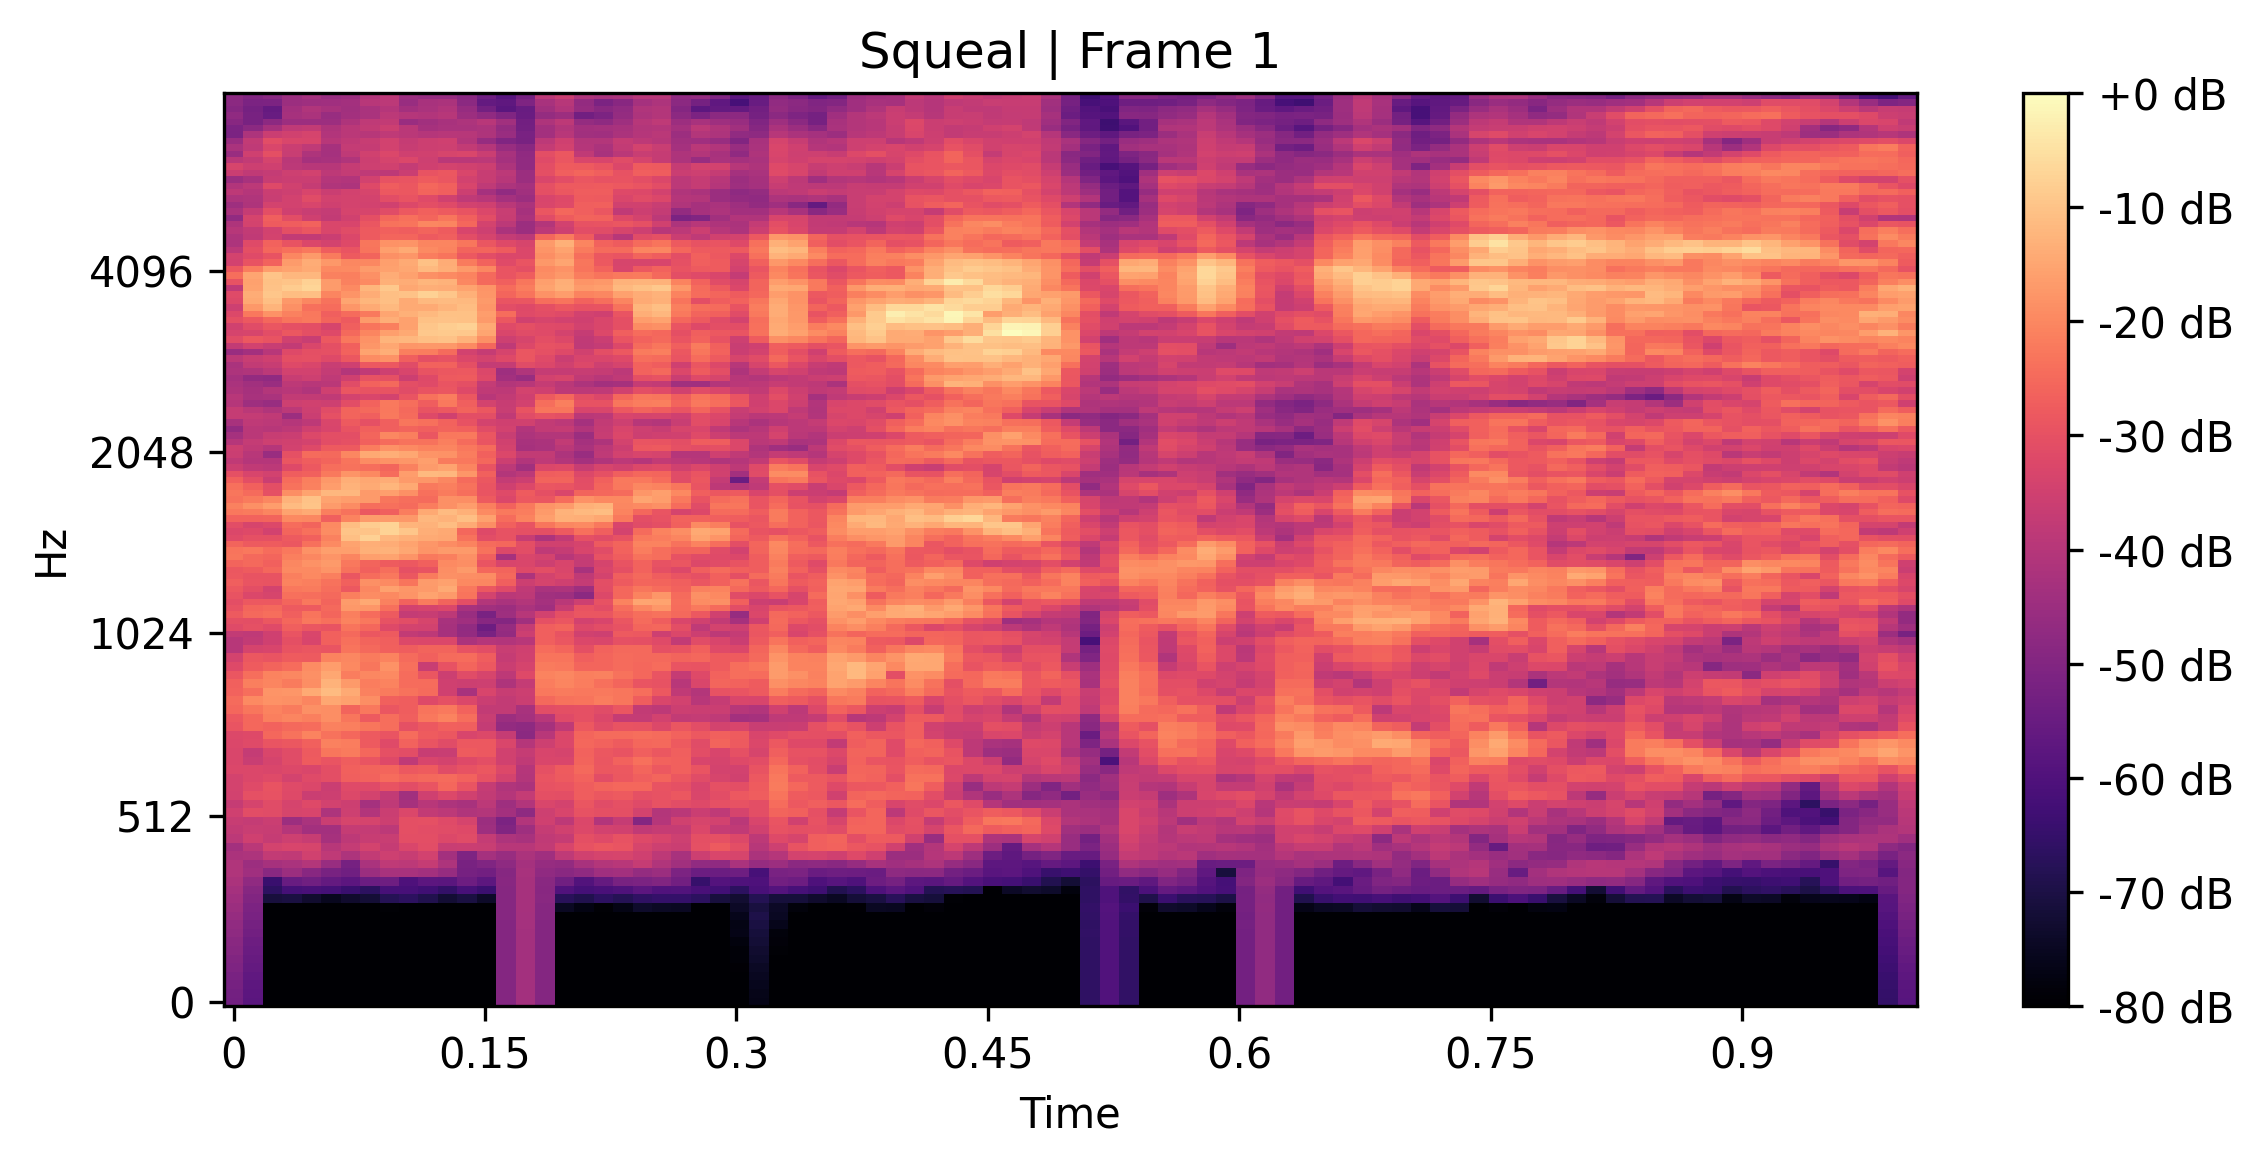 Squeal | Frame 1
+0 dB
-10 dB
4096
-20 dB
-30 dB
2048
-40 dB
Hz
1024
-50 dB
-60 dB
512
-70 dB
0
-80 dB
0 0.15 0.3 0.45 0.6 0.75 0.9
Time